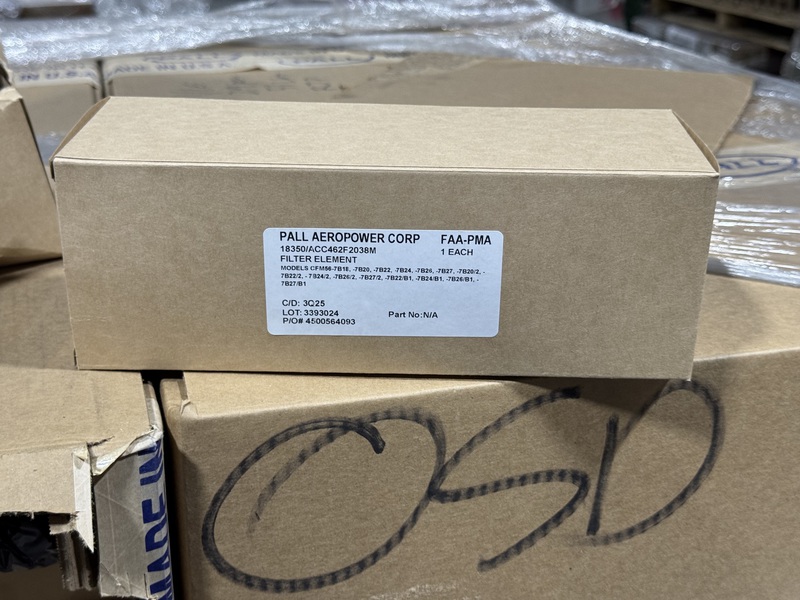 PALL AEROPOWER CORP FAA-PMA
18350/ACC462F2038M 1 EACH
FILTER ELEMENT
MODELS CFM56-7B18, -7B20, -7B22, -7B24, -7B26, -7B27, -7B20/2, -
7B22/2, - 7B24/2, -7B26/2, -7B27/2, -7B22/B1, -7B24/B1, -7B26/B1, -
7B27/B1
C/D: 3Q25
LOT: 3393024 Part No:N/A
P/O# 4500564093
OSD
MADE IN